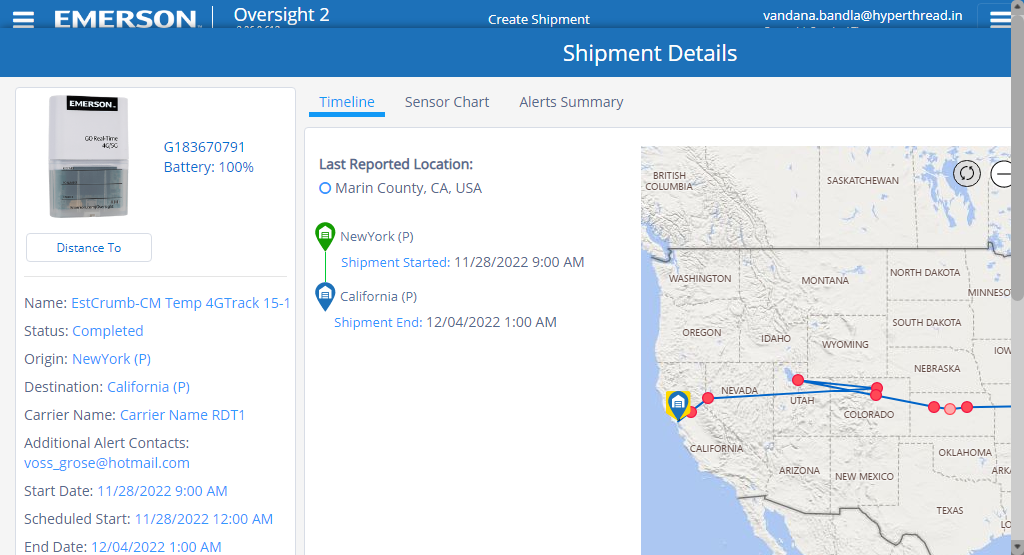 EMERSON
Oversight 2
Create Shipment
vandana.bandla@hyperthread.in
Shipment Details
EMERSON
GO Real-Time
4G/5G
G183670791
Battery: 100%
Distance To
Name: EstCrumb-CM Temp 4GTrack 15-1
Status: Completed
Origin: NewYork (P)
Destination: California (P)
Carrier Name: Carrier Name RDT1
Additional Alert Contacts:
voss_grose@hotmail.com
Start Date: 11/28/2022 9:00 AM
Scheduled Start: 11/28/2022 12:00 AM
End Date: 12/04/2022 1:00 AM
Timeline
Sensor Chart
Alerts Summary
Last Reported Location:
Marin County, CA, USA
NewYork (P)
Shipment Started: 11/28/2022 9:00 AM
California (P)
Shipment End: 12/04/2022 1:00 AM
BRITISH
COLUMBIA
SASKATCHEWAN
WASHINGTON
MONTANA
NORTH DAKOTA
MINNESO
OREGON
IDAHO
SOUTH DAKOTA
WYOMING
IOW
NEBRASKA
NEVADA
UTAH
COLORADO
CALIFORNIA
OKLAHOMA
ARIZONA
NEW MEXICO
ARKA
TEXAS
LO